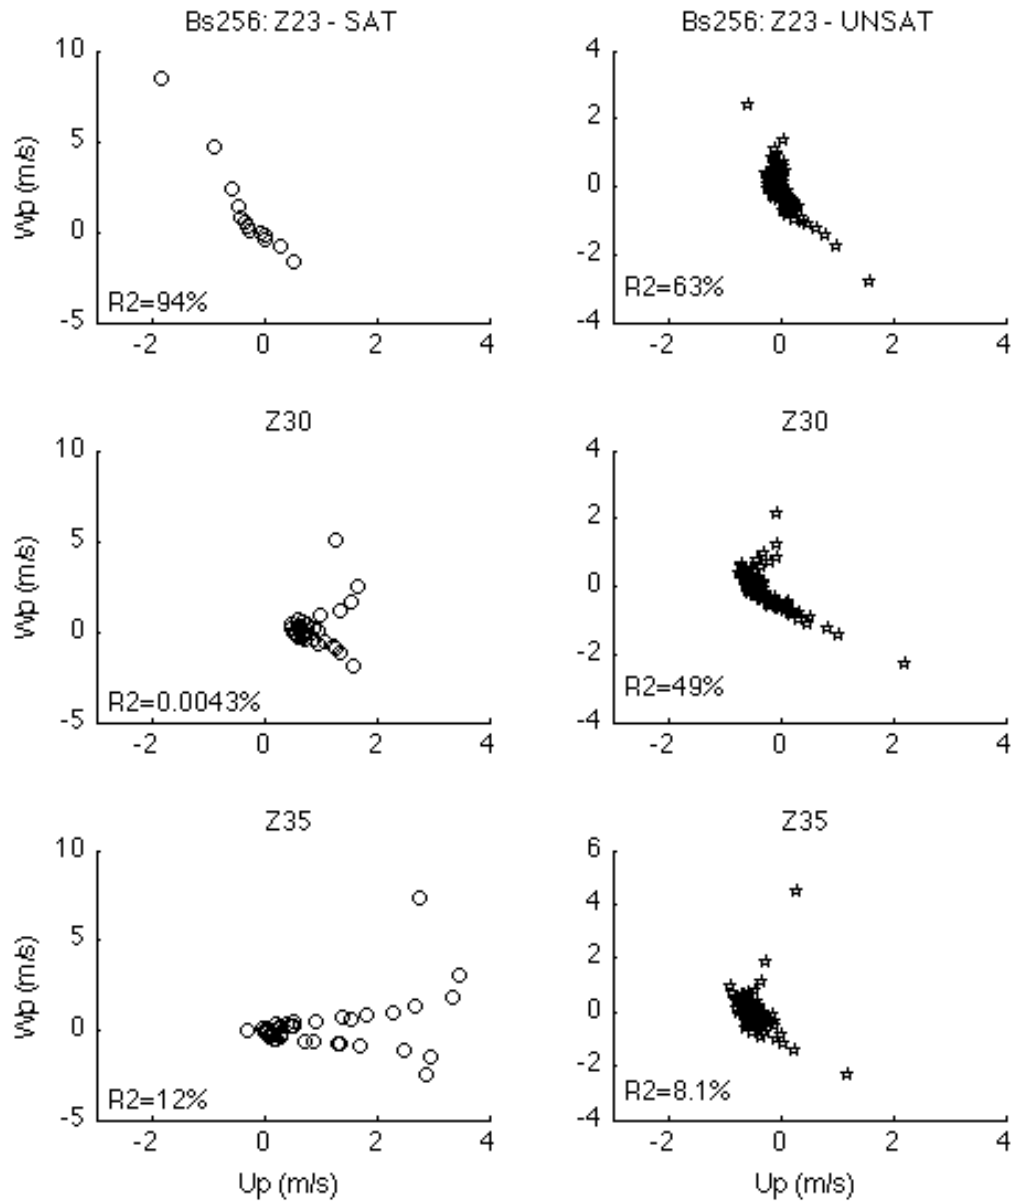 Bs256: Z23 - SAT
Bs256: Z23 - UNSAT
10
5
0
-5
Wp (m/s)
R2=94%
-2 0 2 4
4
2
0
-2
-4
R2=63%
-2 0 2 4
Z30
Z30
10
5
0
-5
Wp (m/s)
R2=0.0043%
-2 0 2 4
4
2
0
-2
-4
R2=49%
-2 0 2 4
Z35
Z35
10
5
0
-5
Wp (m/s)
R2=12%
-2 0 2 4
Up (m/s)
6
4
2
0
-2
-4
R2=8.1%
-2 0 2 4
Up (m/s)